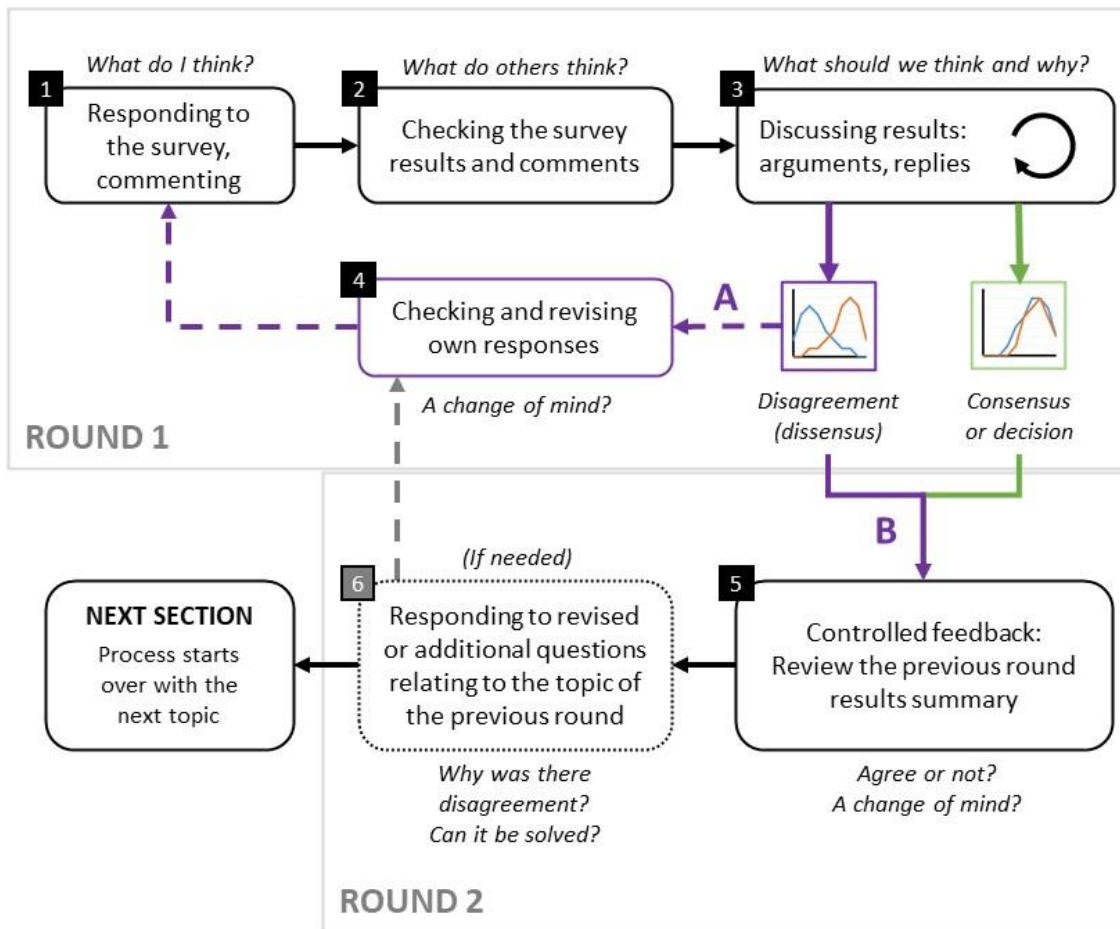 What do I think?
What do others think?
What should we think and why?
1
2
3
Responding to
the survey,
commenting
Checking the survey
results and comments
Discussing results:
arguments, replies
4
Checking and revising
own responses
A
A change of mind?
Disagreement
(dissensus)
Consensus
or decision
ROUND 1
B
(If needed)
6
5
NEXT SECTION
Process starts
over with the
next topic
Responding to revised
or additional questions
relating to the topic of
the previous round
Controlled feedback:
Review the previous round
results summary
Why was there
disagreement?
Can it be solved?
Agree or not?
A change of mind?
ROUND 2